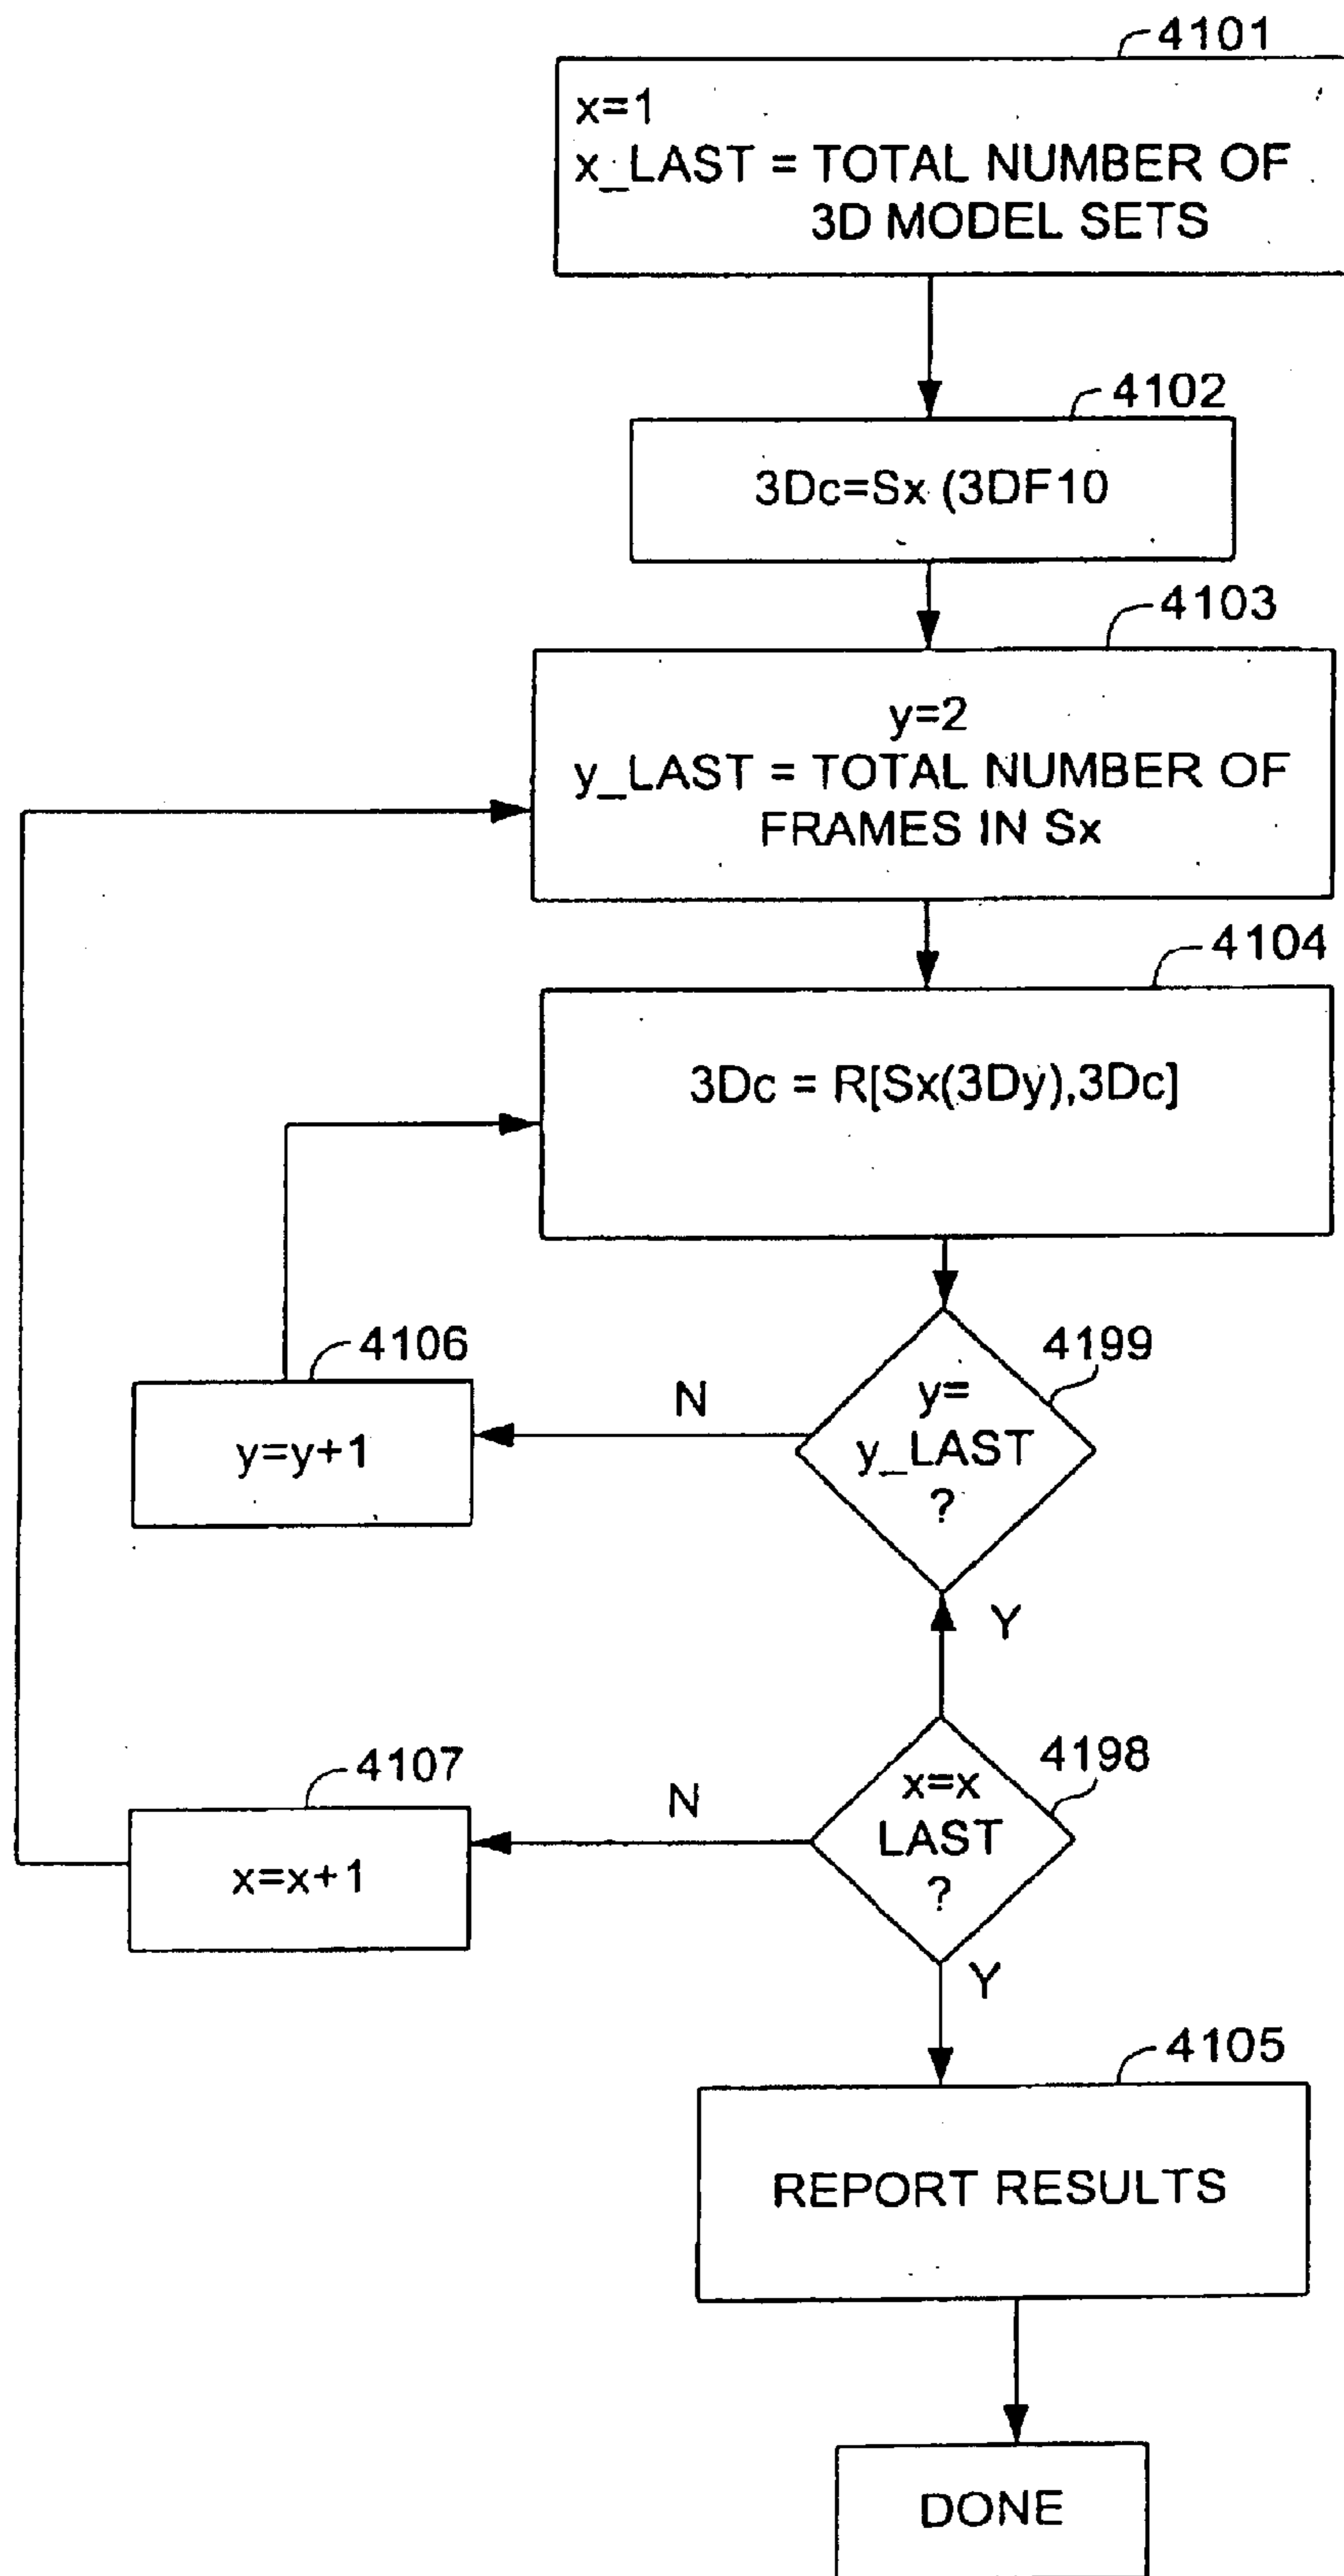 4101
x=1
x_LAST = TOTAL NUMBER OF
3D MODEL SETS
4102
3Dc=Sx (3DF10
4103
y=2
y_LAST = TOTAL NUMBER OF
FRAMES IN Sx
4104
3Dc = R[Sx(3Dy),3Dc]
4106
y=y+1
N
4199
y=
y_LAST
?
Y
4107
x=x+1
N
4198
x=x
LAST
?
Y
4105
REPORT RESULTS
DONE